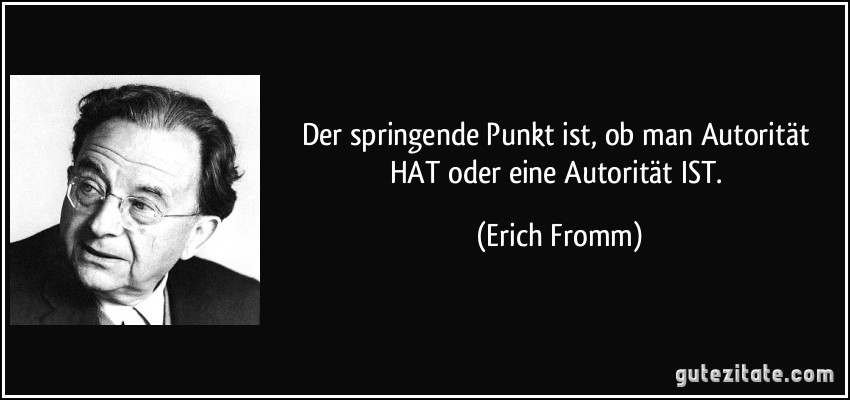 Der springende Punkt ist, ob man Autorität
HAT oder eine Autorität IST.
(Erich Fromm)
gutezitate.com